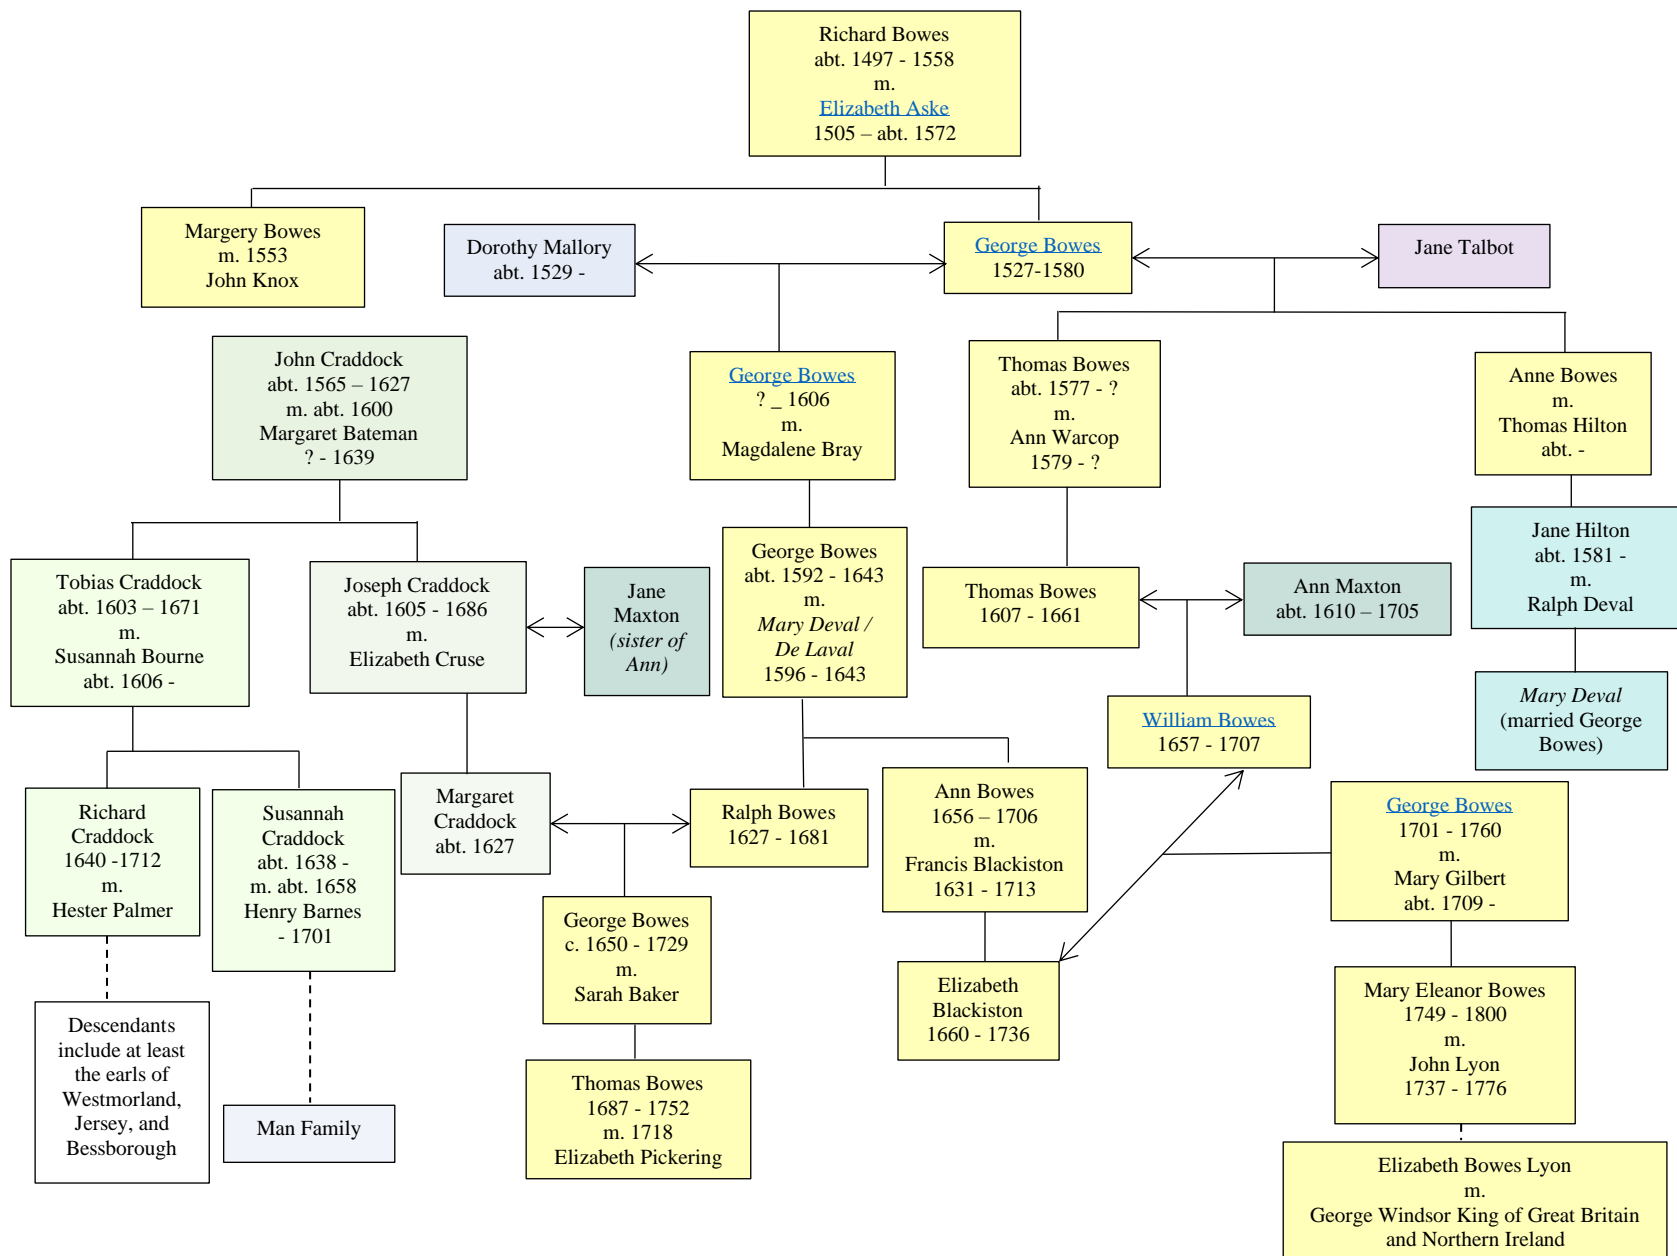 Richard Bowes
abt. 1497 - 1558
m.
Elizabeth Aske
1505 – abt. 1572
Margery Bowes
m. 1553
John Knox
Dorothy Mallory
abt. 1529 -
George Bowes
1527-1580
Jane Talbot
John Craddock
abt. 1565 – 1627
m. abt. 1600
Margaret Bateman
? - 1639
George Bowes
? _ 1606
m.
Magdalene Bray
Thomas Bowes
abt. 1577 - ?
m.
Ann Warcop
1579 - ?
Anne Bowes
m.
Thomas Hilton
abt. -
Tobias Craddock
abt. 1603 – 1671
m.
Susannah Bourne
abt. 1606 -
Joseph Craddock
abt. 1605 - 1686
m.
Elizabeth Cruse
Jane
Maxton
(sister of
Ann)
George Bowes
abt. 1592 - 1643
m.
Mary Deval /
De Laval
1596 - 1643
Thomas Bowes
1607 - 1661
Ann Maxton
abt. 1610 – 1705
Jane Hilton
abt. 1581 -
m.
Ralph Deval
William Bowes
1657 - 1707
Mary Deval
(married George
Bowes)
Richard
Craddock
1640 -1712
m.
Hester Palmer
Susannah
Craddock
abt. 1638 -
m. abt. 1658
Henry Barnes
- 1701
Margaret
Craddock
abt. 1627
Ralph Bowes
1627 - 1681
Ann Bowes
1656 – 1706
m.
Francis Blackiston
1631 - 1713
George Bowes
1701 - 1760
m.
Mary Gilbert
abt. 1709 -
George Bowes
c. 1650 - 1729
m.
Sarah Baker
Elizabeth
Blackiston
1660 - 1736
Mary Eleanor Bowes
1749 - 1800
m.
John Lyon
1737 - 1776
Descendants
include at least
the earls of
Westmorland,
Jersey, and
Bessborough
Man Family
Thomas Bowes
1687 - 1752
m. 1718
Elizabeth Pickering
Elizabeth Bowes Lyon
m.
George Windsor King of Great Britain
and Northern Ireland